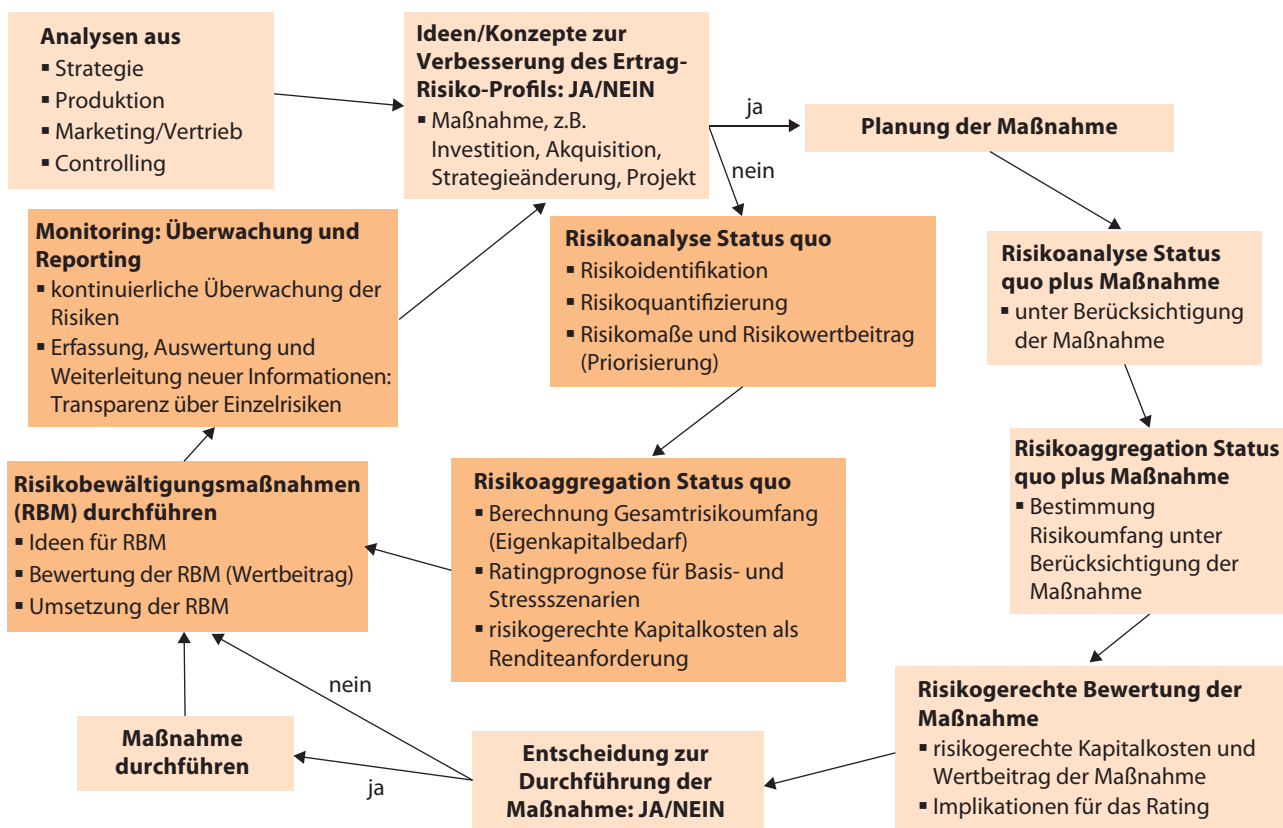 Analysen aus
▪ Strategie
▪ Produktion
▪ Marketing/Vertrieb
▪ Controlling
Ideen/Konzepte zur
Verbesserung des Ertrag-
Risiko-Profils: JA/NEIN
▪ Maßnahme, z.B.
Investition, Akquisition,
Strategieänderung, Projekt
ja
nein
Planung der Maßnahme
Monitoring: Überwachung und
Reporting
▪ kontinuierliche Überwachung der
Risiken
▪ Erfassung, Auswertung und
Weiterleitung neuer Informationen:
Transparenz über Einzelrisiken
Risikoanalyse Status quo
▪ Risikoidentifikation
▪ Risikoquantifizierung
▪ Risikomaße und Risikowertbeitrag
(Priorisierung)
Risikoanalyse Status
quo plus Maßnahme
▪ unter Berücksichtigung
der Maßnahme
Risikobewältigungsmaßnahmen
(RBM) durchführen
▪ Ideen für RBM
▪ Bewertung der RBM (Wertbeitrag)
▪ Umsetzung der RBM
Risikoaggregation Status quo
▪ Berechnung Gesamtrisikoumfang
(Eigenkapitalbedarf)
▪ Ratingprognose für Basis- und
Stressszenarien
▪ risikogerechte Kapitalkosten als
Renditeanforderung
Risikoaggregation Status
quo plus Maßnahme
▪ Bestimmung
Risikoumfang unter
Berücksichtigung der
Maßnahme
nein
Maßnahme
durchführen
ja
Entscheidung zur
Durchführung der
Maßnahme: JA/NEIN
Risikogerechte Bewertung der
Maßnahme
▪ risikogerechte Kapitalkosten und
Wertbeitrag der Maßnahme
▪ Implikationen für das Rating